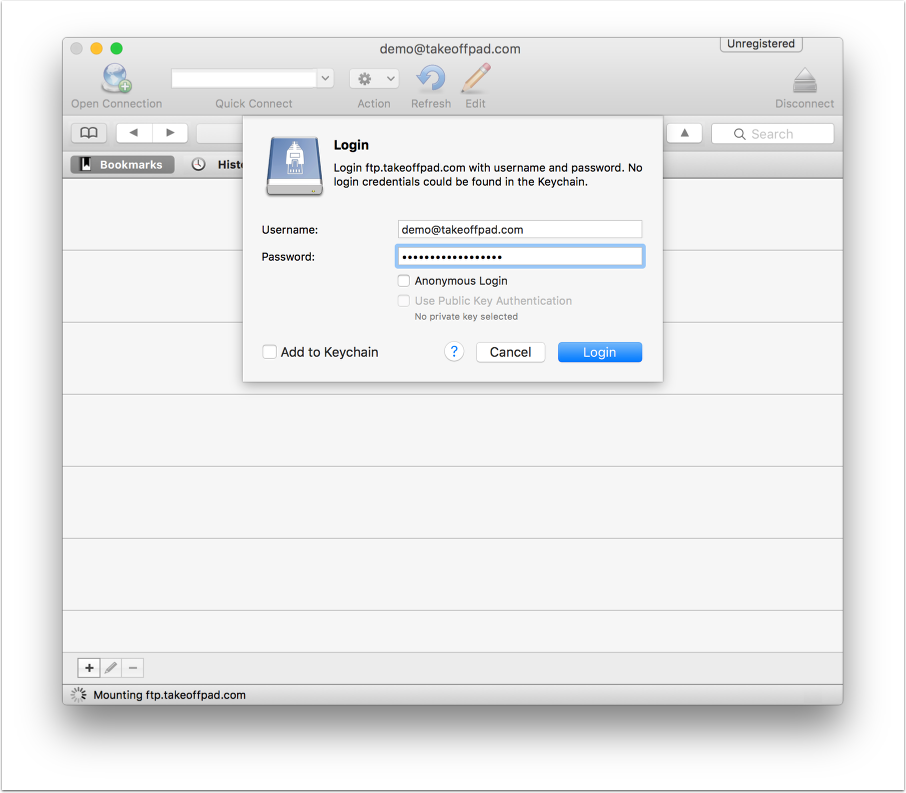 demo@takeoffpad.com
Unregistered
Open Connection
Quick Connect
Action
Refresh
Edit
Disconnect
Search
Bookmarks
Histo
Login
Login ftp.takeoffpad.com with username and password. No
login credentials could be found in the Keychain.
Username:
demo@takeoffpad.com
Password:
••••••••••••••••••
Anonymous Login
Use Public Key Authentication
No private key selected
Add to Keychain
?
Cancel
Login
Mounting ftp.takeoffpad.com